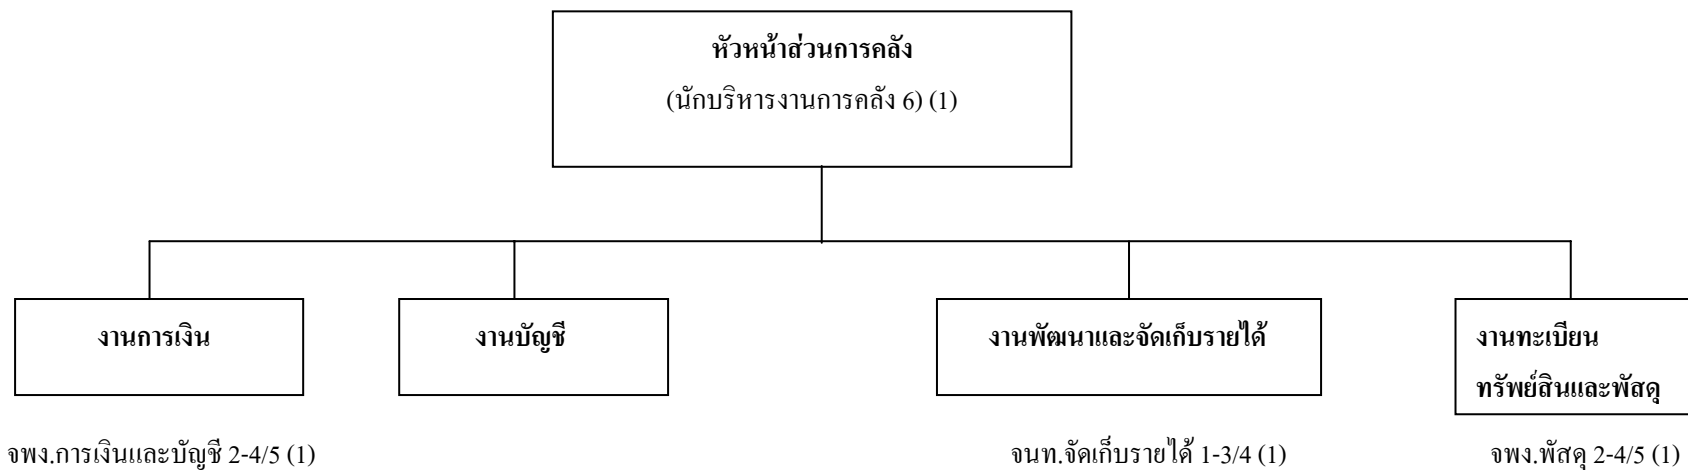 หัวหน้าส่วนการคลัง
(นักบริหารงานการคลัง 6) (1)
งานการเงิน
งานบัญชี
งานพัฒนาและจัดเก็บรายได้
งานทะเบียน
ทรัพย์สินและพัสดุ
จพง.การเงินและบัญชี 2-4/5 (1)
จนท.จัดเก็บรายได้ 1-3/4 (1)
จพง.พัสดุ 2-4/5 (1)